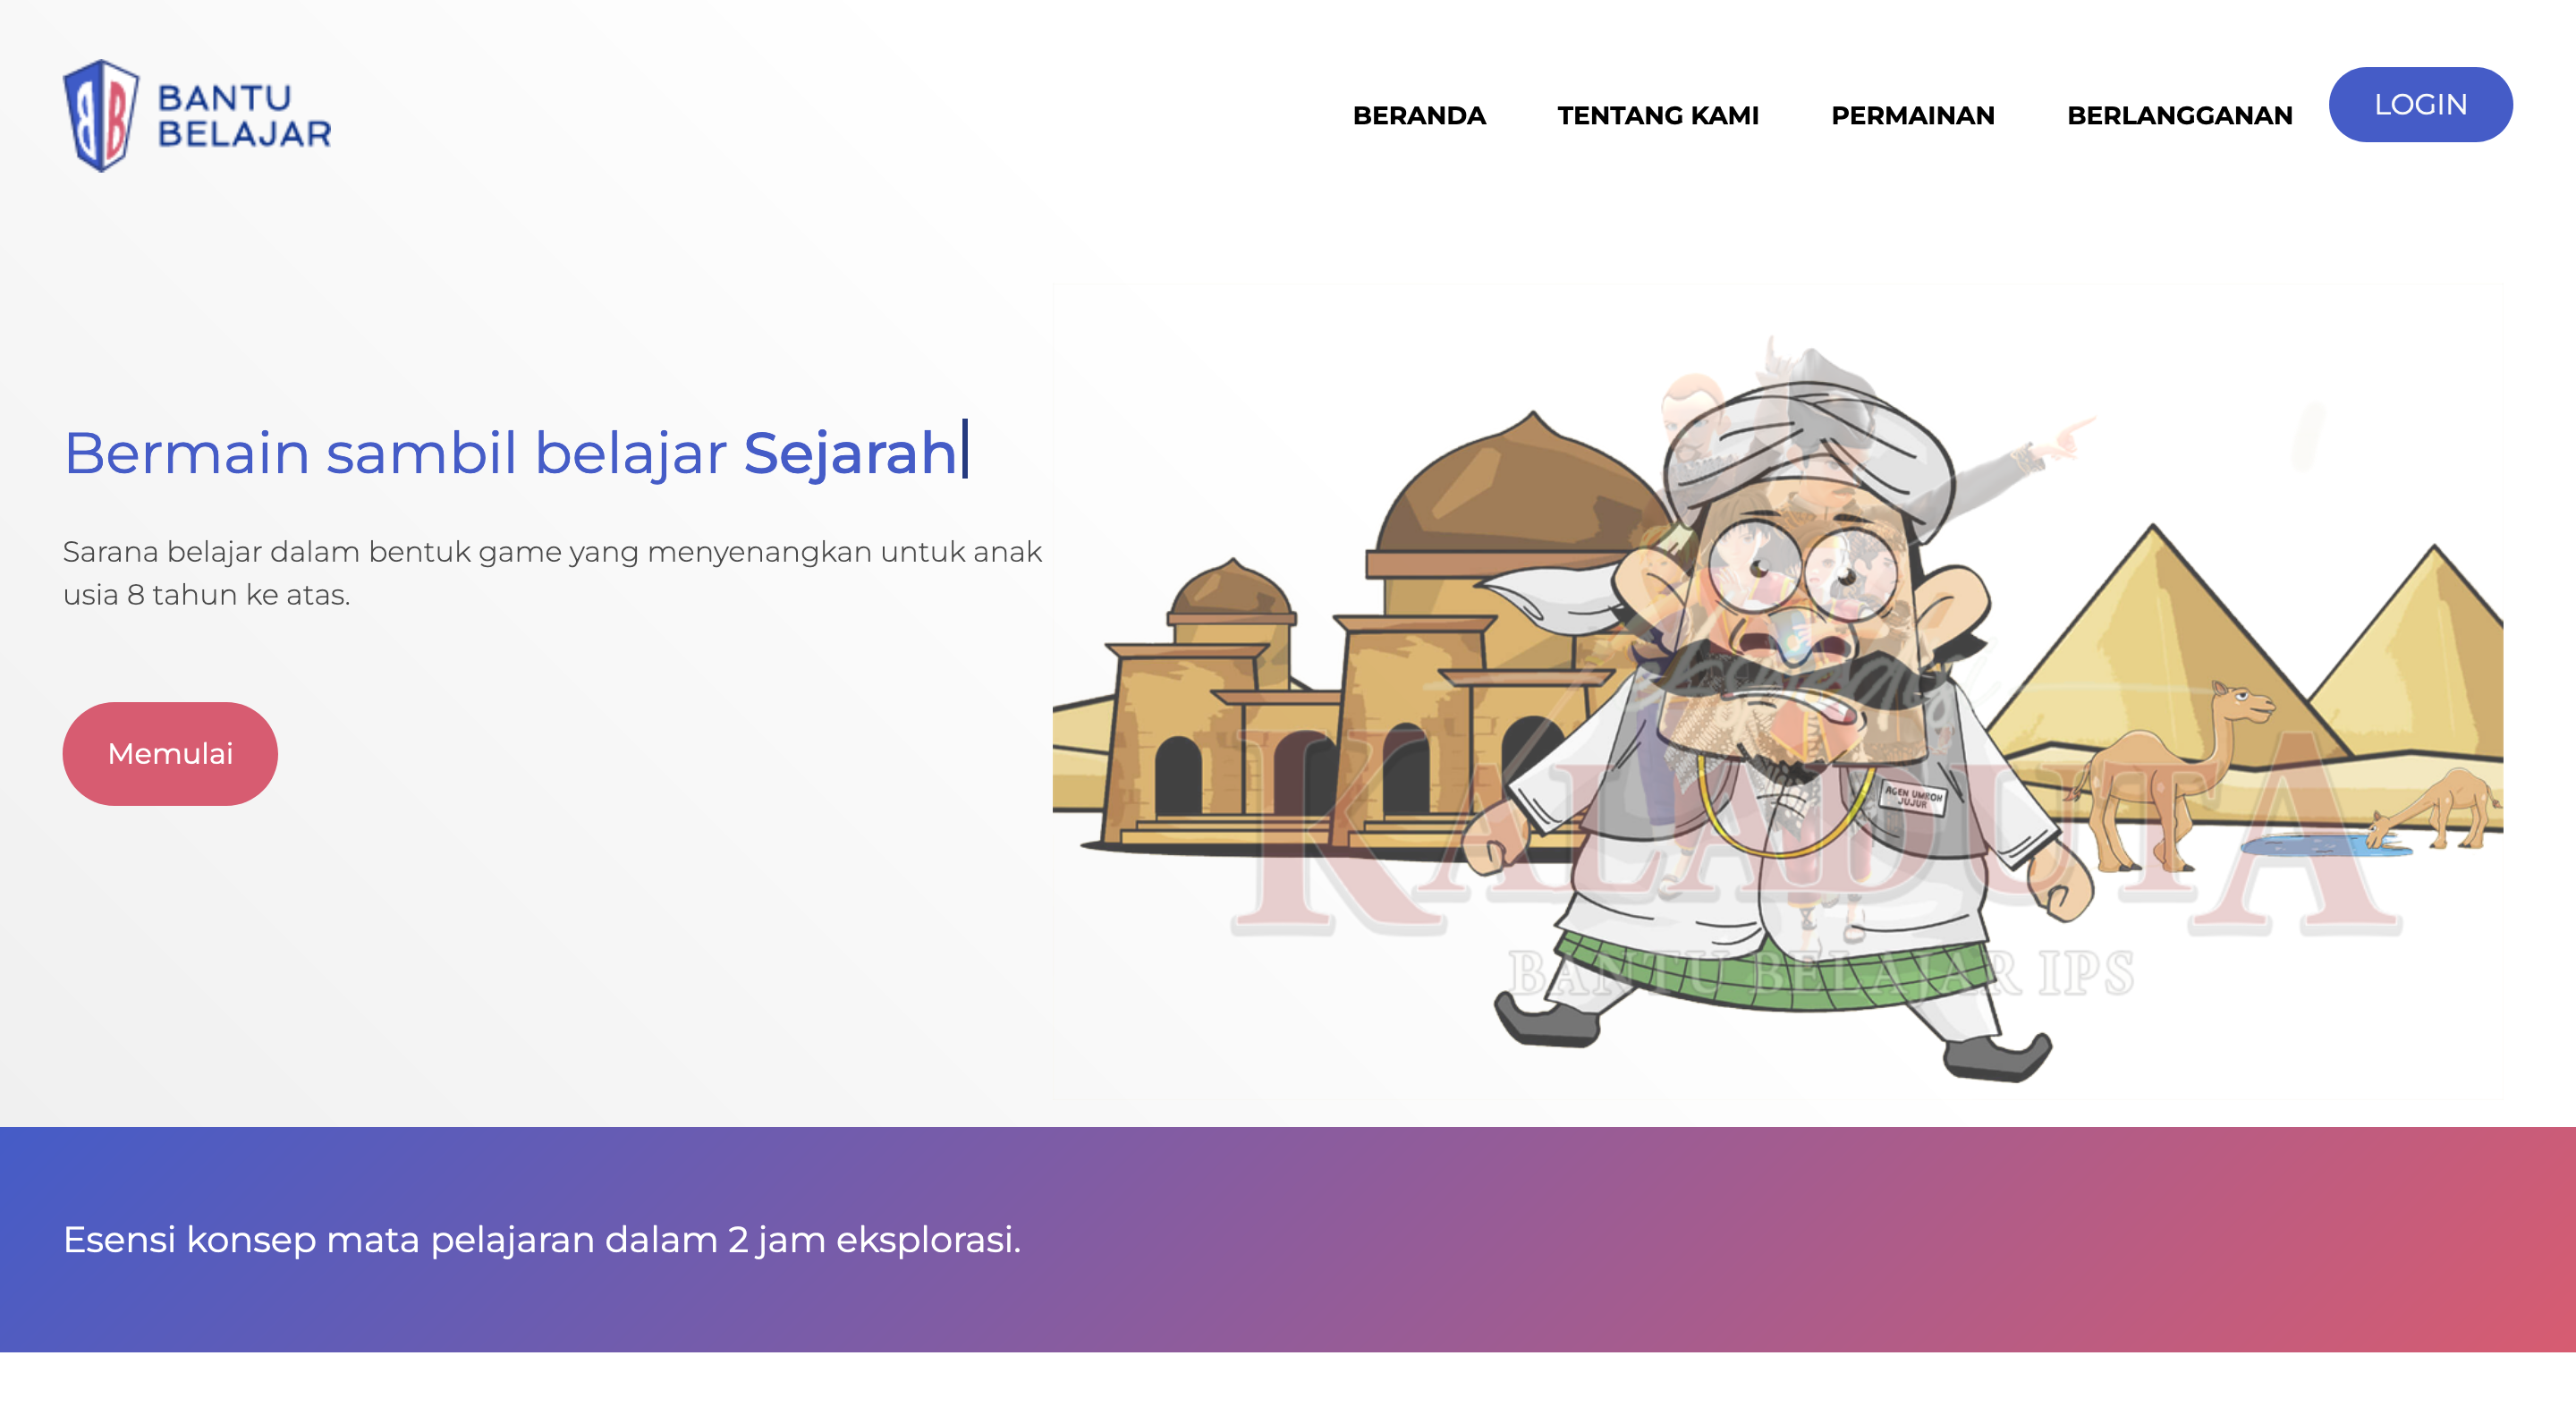 BANTU
BELAJAR
BERANDA
TENTANG KAMI
PERMAINAN
BERLANGGANAN
LOGIN
Bermain sambil belajar Sejarah
Sarana belajar dalam bentuk game yang menyenangkan untuk anak
usia 8 tahun ke atas.
Memulai
AGEN UMROH
JUJUR
KALADUTA
BANTU BELAJAR IPS
Esensi konsep mata pelajaran dalam 2 jam eksplorasi.